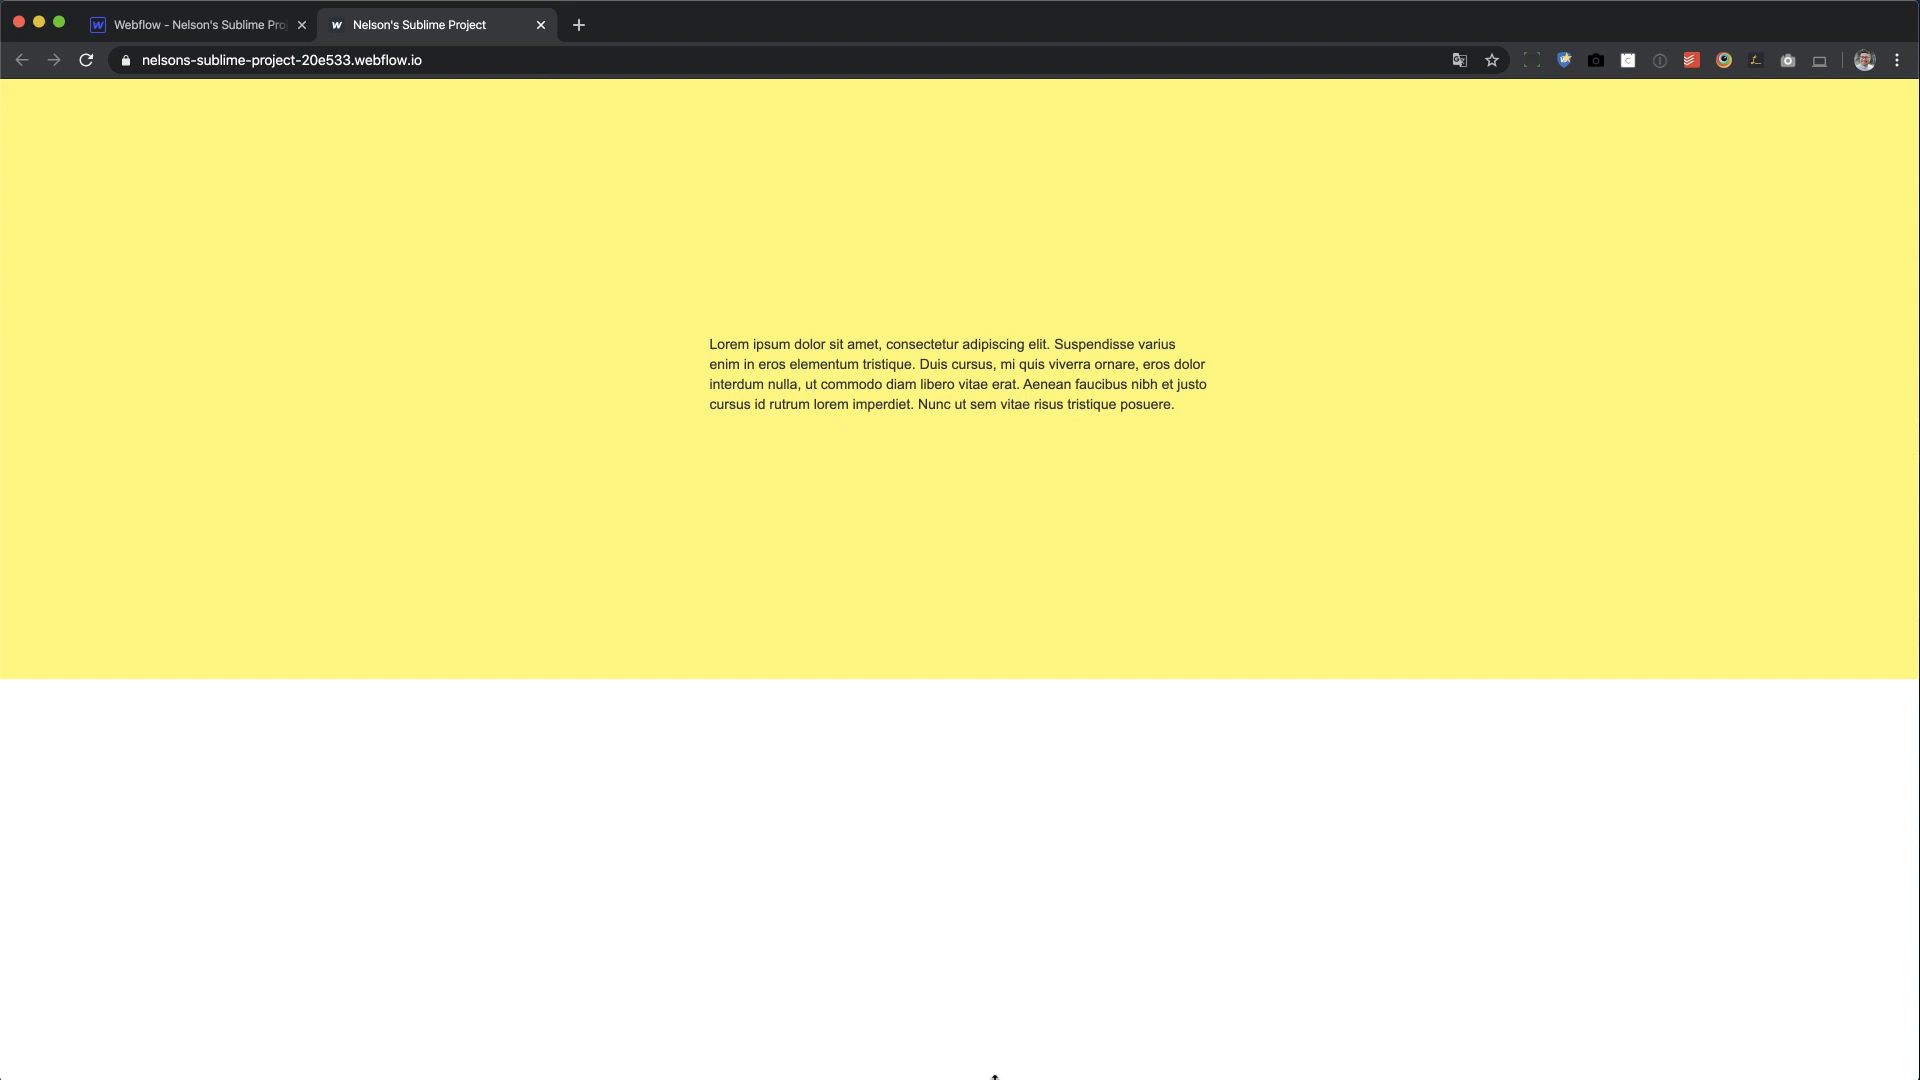 Webflow - Nelson's Sublime Pro
Nelson's Sublime Project
nelsons-sublime-project-20e533.webflow.io
Lorem ipsum dolor sit amet, consectetur adipiscing elit. Suspendisse varius
enim in eros elementum tristique. Duis cursus, mi quis viverra ornare, eros dolor
interdum nulla, ut commodo diam libero vitae erat. Aenean faucibus nibh et justo
cursus id rutrum lorem imperdiet. Nunc ut sem vitae risus tristique posuere.